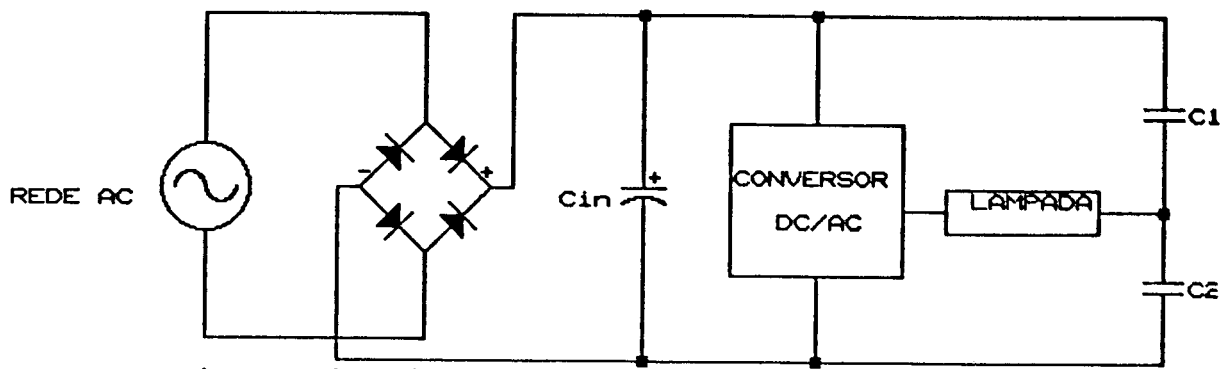 C1
REDE AC
-
+
Cin
+
CONVERSOR
DC/AC
LAMPADA
C2